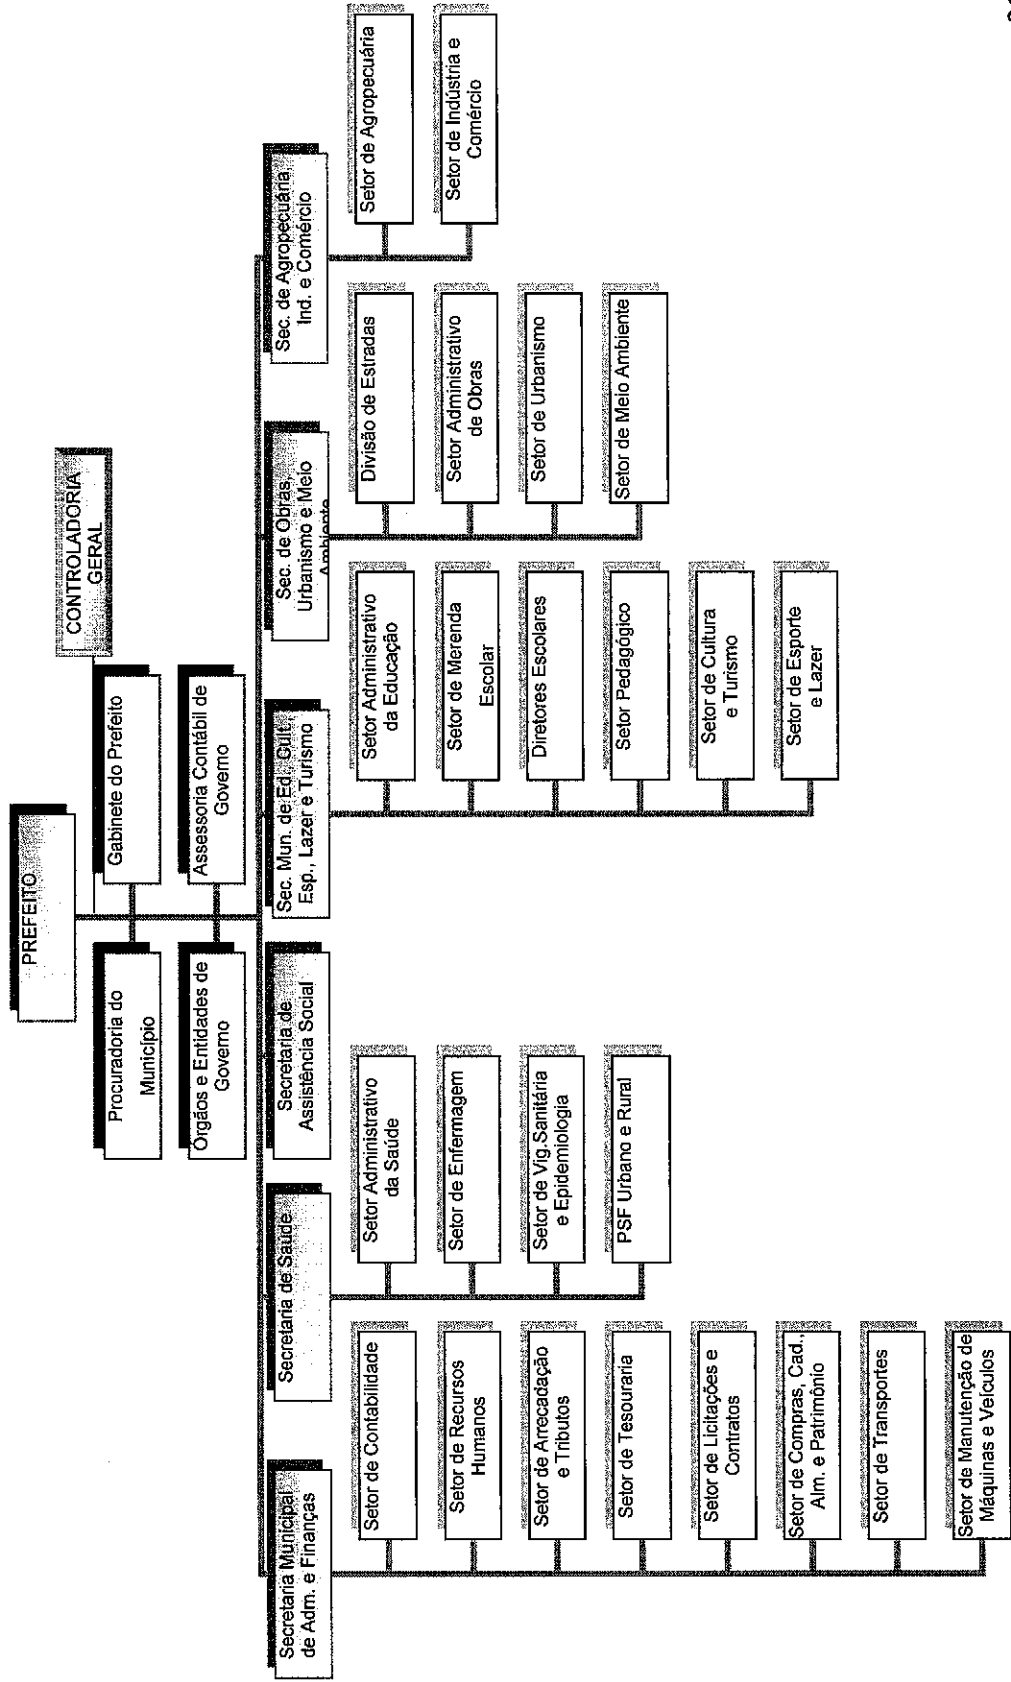 PREFEITO
CONTROLADORIA
GERAL
Procuradoria do
Município
Gabinete do Prefeito
Orgãos e Entidades de
Governo
Assessoria Contábil de
Governo
Secretaria Municipal
de Adm. e Finanças
Setor de Contabilidade
Setor de Recursos
Humanos
Setor de Arrecadação
e Tributos
Setor de Tesouraria
Setor de Licitações e
Contratos
Setor de Compras, Cad.,
Alm. e Patrimônio
Setor de Transportes
Setor de Manutenção de
Máquinas e Veículos
Secretaria de Saúde
Setor Administrativo
da Saúde
Setor de Enfermagem
Setor de Vig.Sanitária
e Epidemiologia
PSF Urbano e Rural
Secretaria de
Assistência Social
Sec. Mun. de Ed., Cult.
Esp., Lazer e Turismo
Setor Administrativo
da Educação
Setor de Merenda
Escolar
Diretores Escolares
Setor Pedagógico
Setor de Cultura
e Turismo
Setor de Esporte
e Lazer
Sec. de Obras,
Urbanismo e Meio
Ambiente
Divisão de Estradas
Setor Administrativo
de Obras
Setor de Urbanismo
Setor de Meio Ambiente
Sec. de Agropecuária,
Ind. e Comércio
Setor de Agropecuária
Setor de Indústria e
Comércio